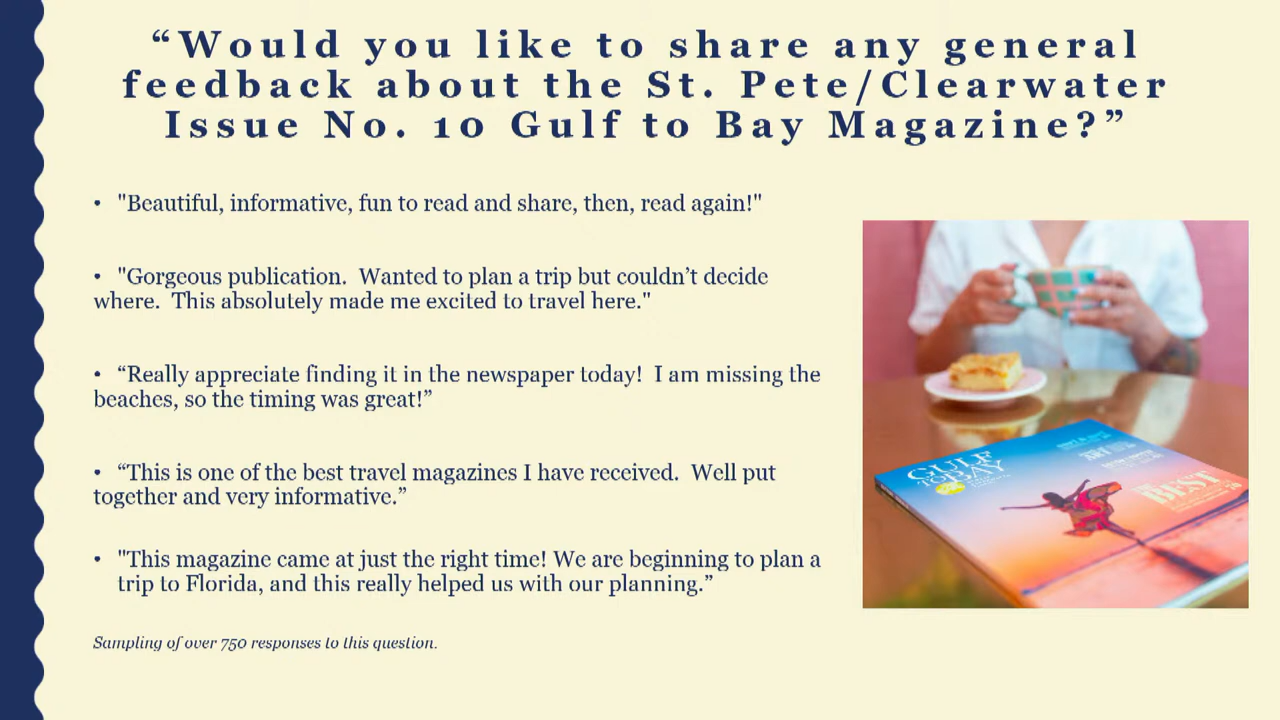 “Would you like to share any general
feedback about the St. Pete/Clearwater
Issue No. 10 Gulf to Bay Magazine?”
• "Beautiful, informative, fun to read and share, then, read again!"
• "Gorgeous publication.  Wanted to plan a trip but couldn’t decide
where.  This absolutely made me excited to travel here."
• “Really appreciate finding it in the newspaper today!  I am missing the
beaches, so the timing was great!”
• “This is one of the best travel magazines I have received.  Well put
together and very informative.”
• "This magazine came at just the right time! We are beginning to plan a
trip to Florida, and this really helped us with our planning.”
Sampling of over 750 responses to this question.
GULF
TO BAY
BEST